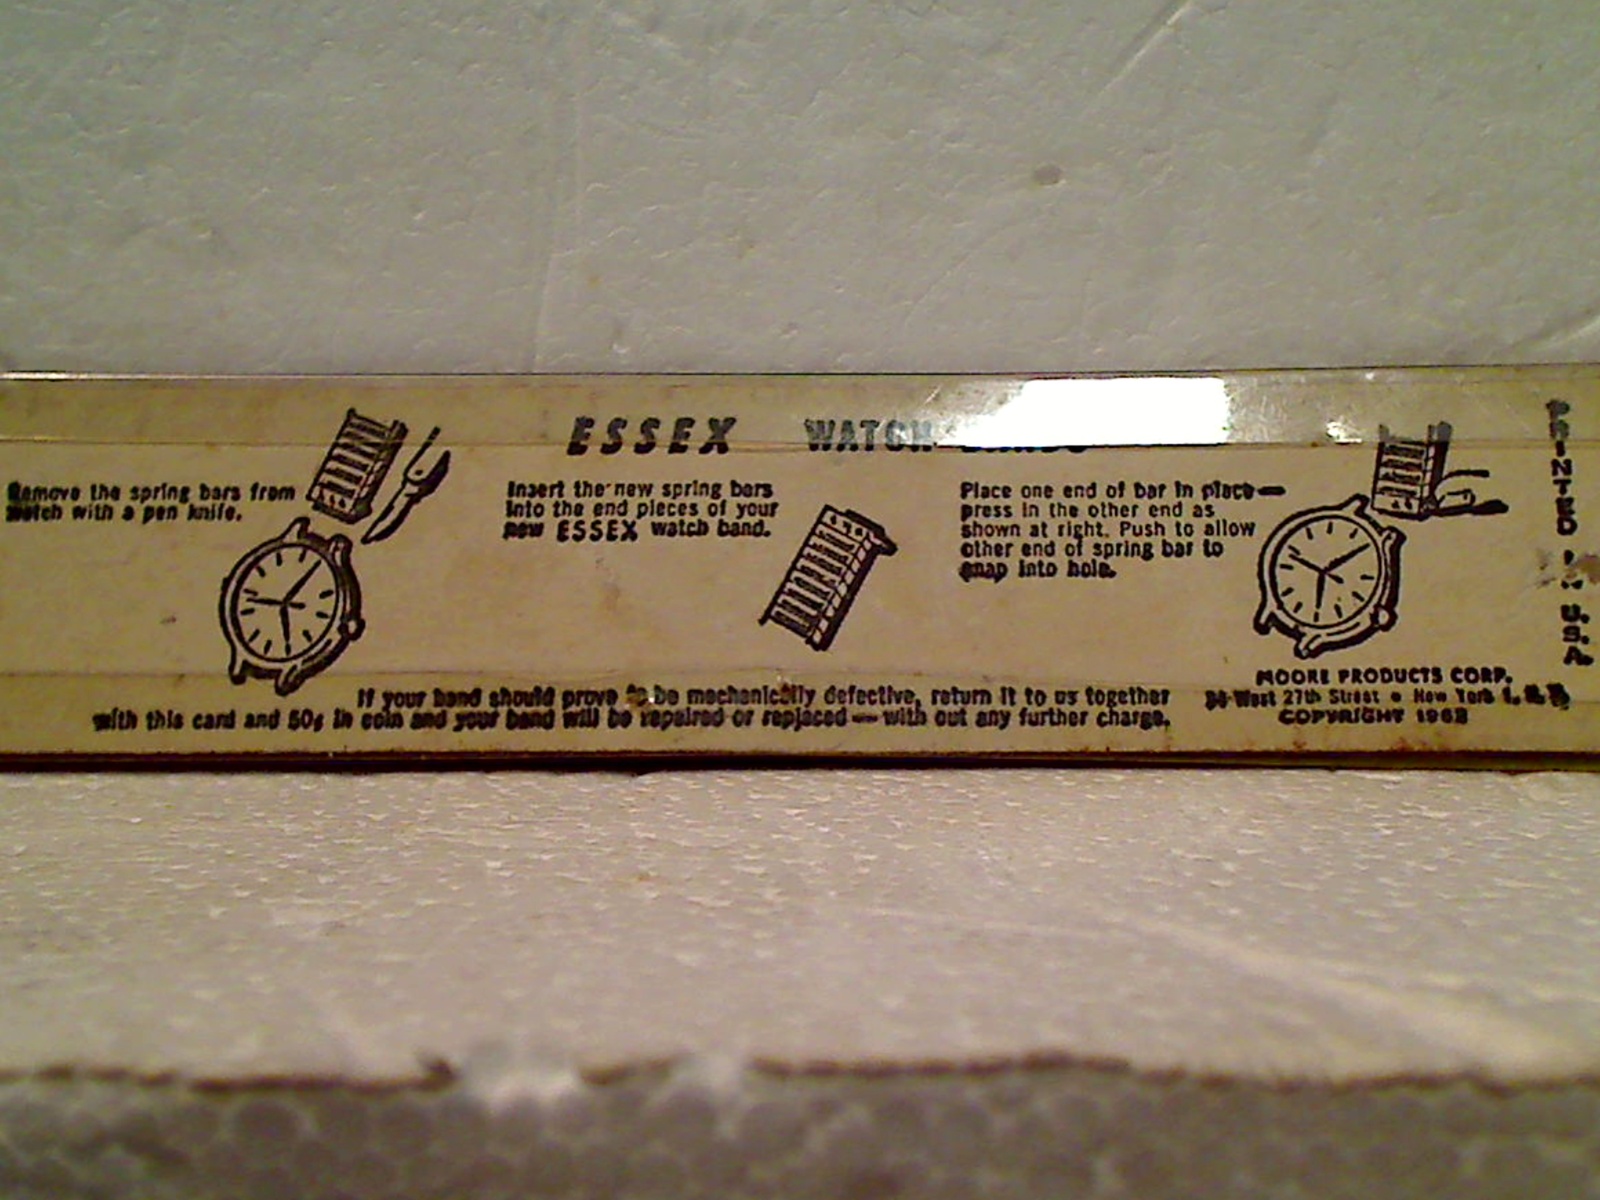 ESSEX WATCH
Remove the spring bars from
watch with a pen knife.
Insert the new spring bars
into the end pieces of your
new ESSEX watch band.
Place one end of bar in place—
press in the other end as
shown at right. Push to allow
other end of spring bar to
snap into hole.
PRINTED IN U.S.A.
If your band should prove to be mechanically defective, return it to us together
with this card and 50¢ in coin and your band will be repaired or replaced — with out any further charge.
MOORE PRODUCTS CORP.
West 27th Street • New York 1,
COPYRIGHT 1962